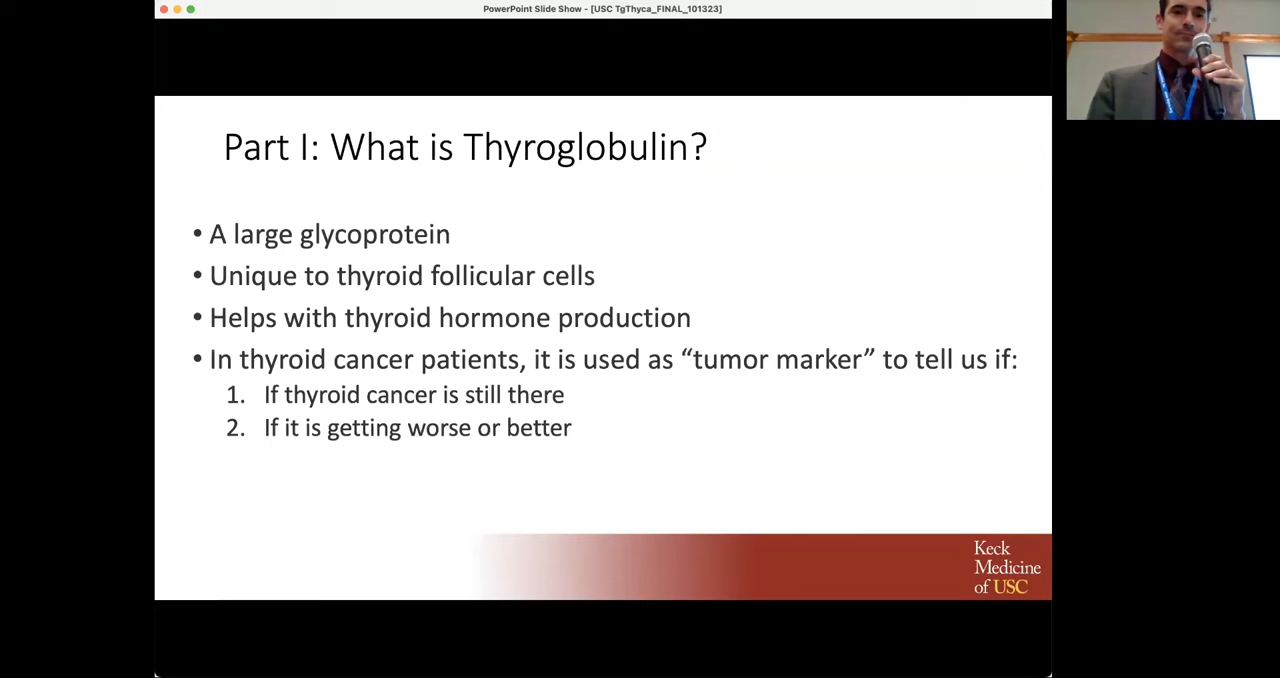 PowerPoint Slide Show - [USC TgThyca_FINAL_101323]
Part I: What is Thyroglobulin?
• A large glycoprotein
• Unique to thyroid follicular cells
• Helps with thyroid hormone production
• In thyroid cancer patients, it is used as “tumor marker” to tell us if:
1. If thyroid cancer is still there
2. If it is getting worse or better
Keck
Medicine
of USC